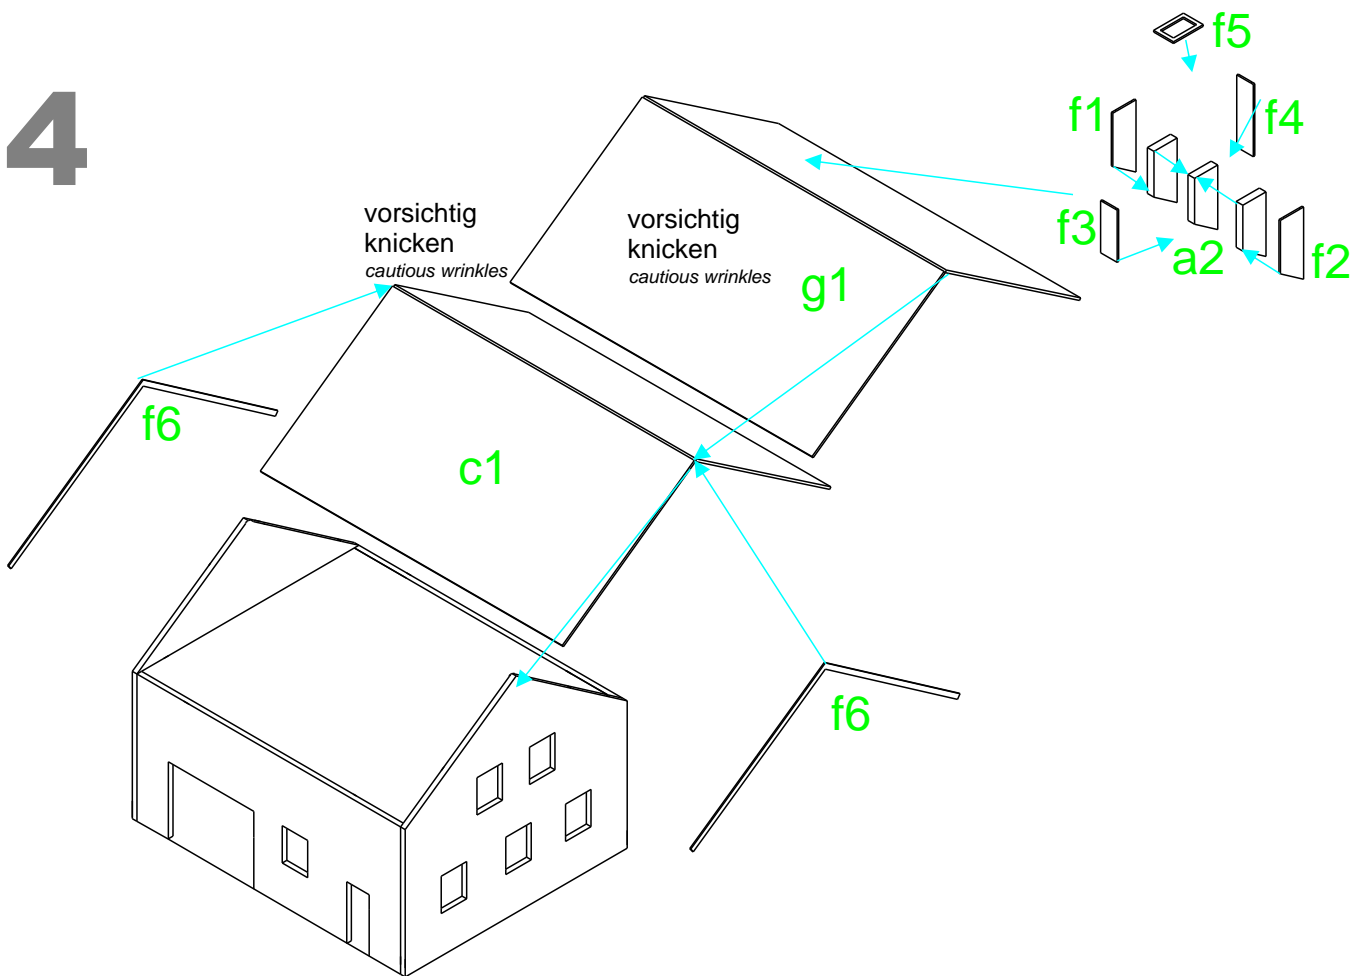 4
f5
f1
f4
vorsichtig
knicken
cautious wrinkles
vorsichtig
knicken
cautious wrinkles
f3
a2
f2
g1
f6
c1
f6